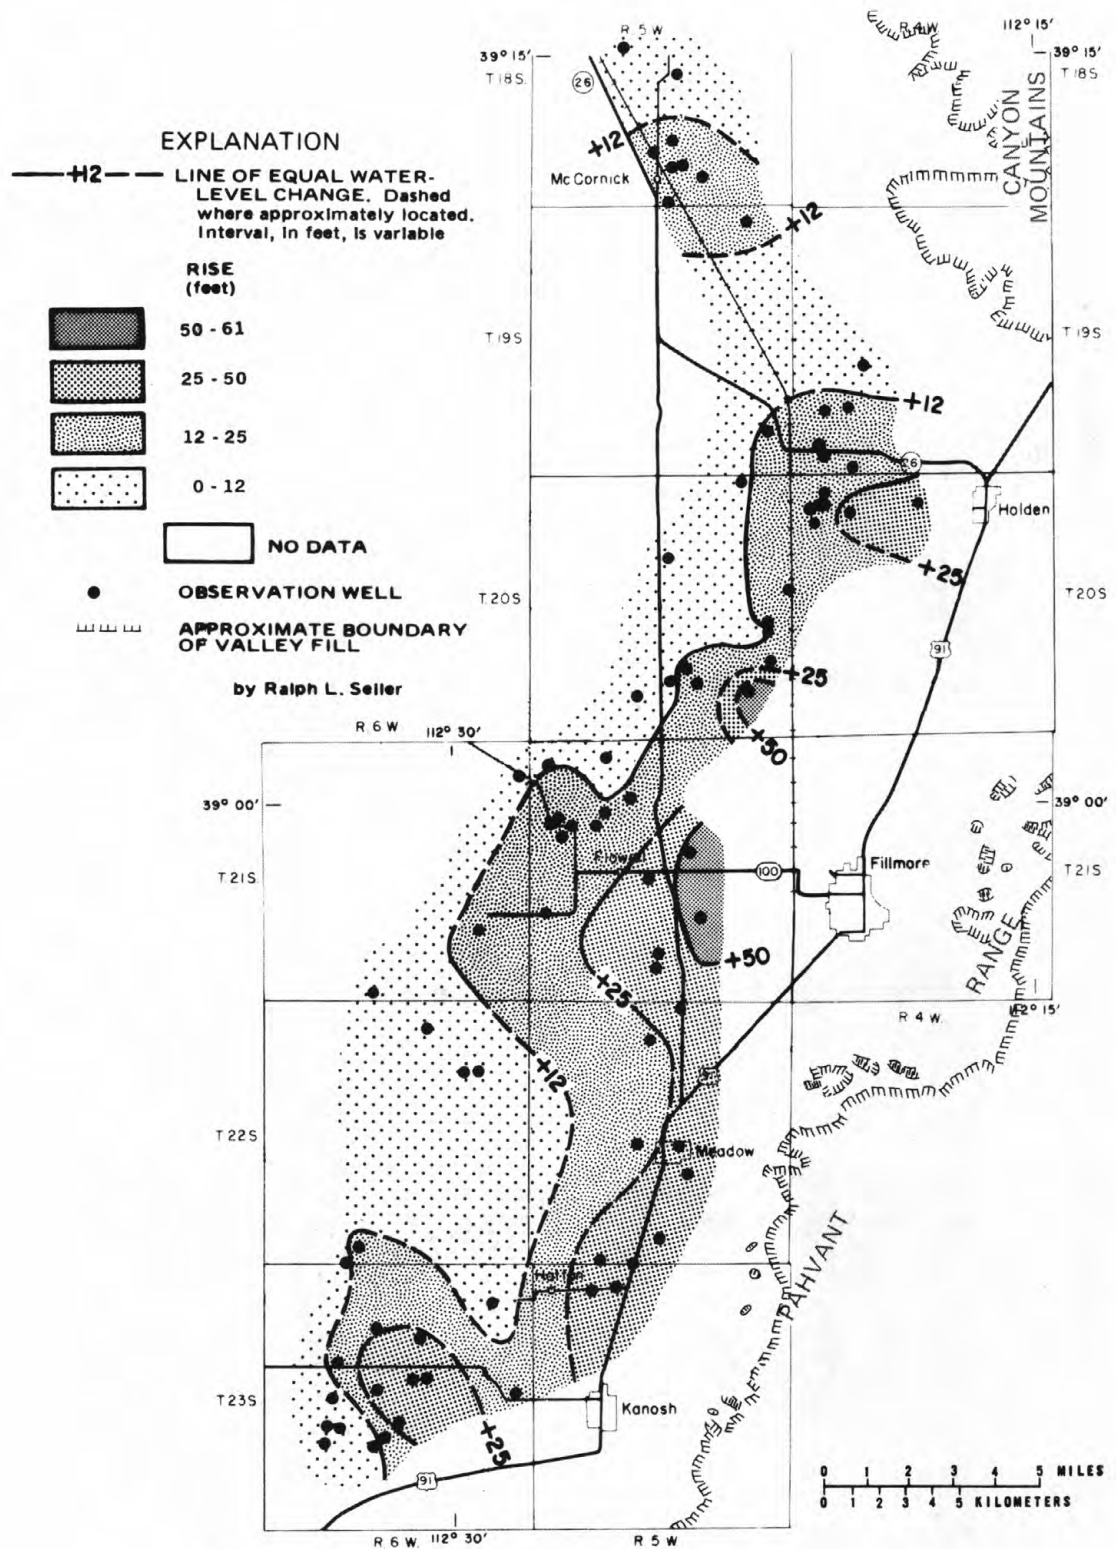 R. 5 W
R. 4 W
112° 15'
39° 15'
39° 15'
T 18 S.
T 18 S.
26
CANYON
MOUNTAINS
EXPLANATION
+12
LINE OF EQUAL WATER-
LEVEL CHANGE. Dashed
where approximately located.
Interval, in feet, is variable
+12
Mc Cornick
+12
RISE
(feet)
50 - 61
25 - 50
12 - 25
0 - 12
NO DATA
OBSERVATION WELL
APPROXIMATE BOUNDARY
OF VALLEY FILL
by Ralph L. Seiler
T 19 S
T 19 S
+12
26
Holden
+25
T. 20 S
T. 20 S
91
+25
+50
R. 6 W.
112° 30'
39° 00'
39° 00'
Flowell
100
Fillmore
T. 21 S.
T 21 S
+50
+25
RANGE
R 4 W.
112° 15'
+12
91
T 22 S
Meadow
PAHVANT
Hatton
T 23 S
Kanosh
+25
91
0 1 2 3 4 5 MILES
0 1 2 3 4 5 KILOMETERS
R. 6 W.
112° 30'
R. 5 W